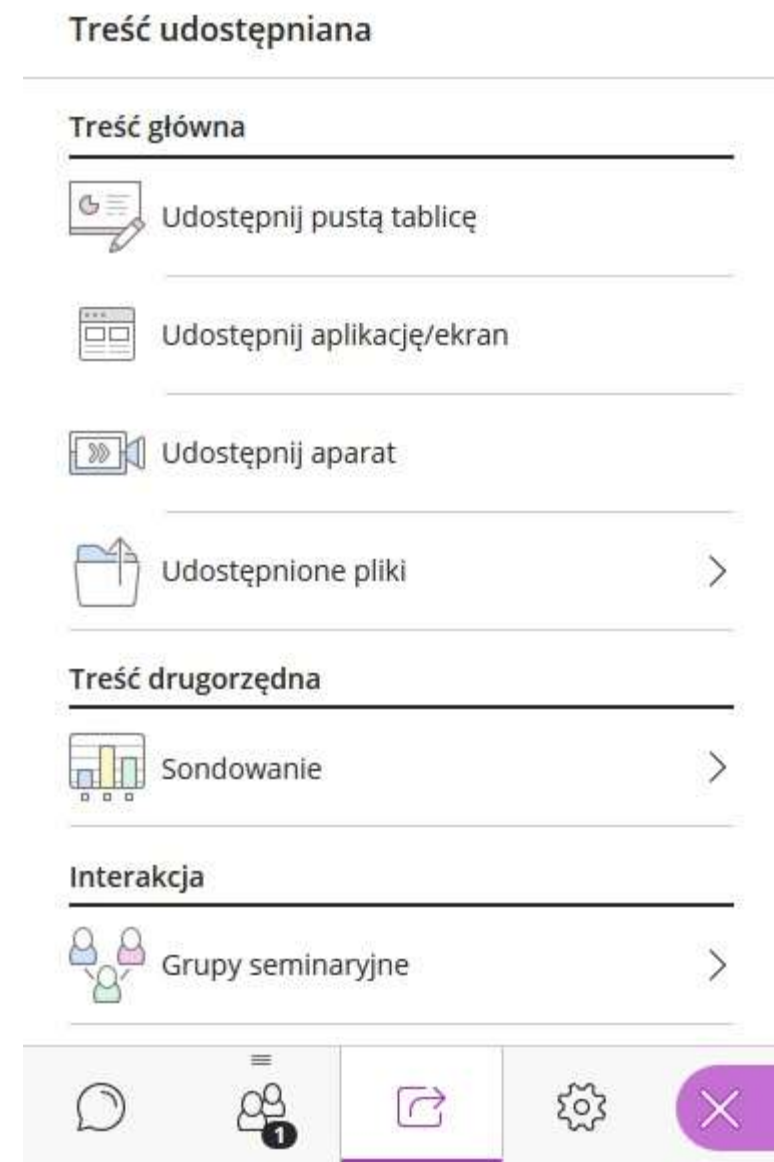 Treść udostępniana
Treść główna
Udostępnij pustą tablicę
Udostępnij aplikację/ekran
Udostępnij aparat
Udostępnione pliki
Treść drugorzędna
Sondowanie
Interakcja
Grupy seminaryjne
1